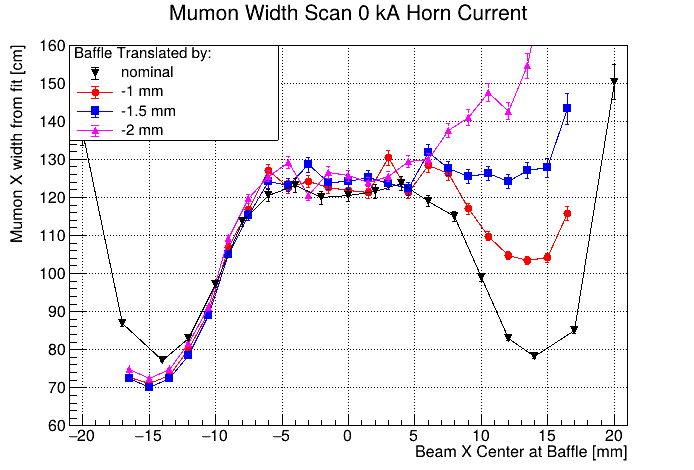 Mumon Width Scan 0 kA Horn Current
Mumon X width from fit [cm]
160
150
140
130
120
110
100
90
80
70
60
Baffle Translated by:
nominal
-1 mm
-1.5 mm
-2 mm
−20 −15 −10 −5 0 5 10 15 20
Beam X Center at Baffle [mm]